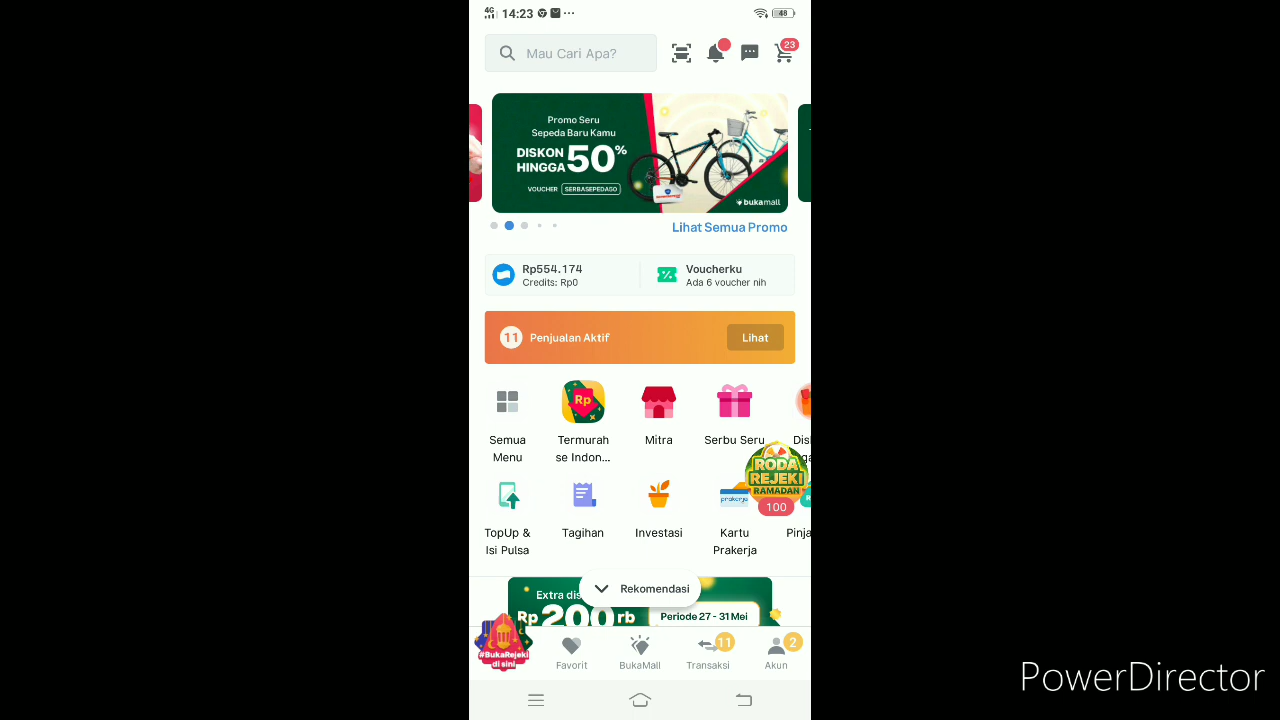 4G 14:23 48
Mau Cari Apa?
23
Promo Seru
Sepeda Baru Kamu
DISKON HINGGA 50%
VOUCHER SERBASEPEDA50
bukamall
Lihat Semua Promo
Rp554.174
Credits: Rp0
Voucherku
Ada 6 voucher nih
11 Penjualan Aktif
Lihat
Rp
Semua Menu
Termurah se Indon...
Mitra
Serbu Seru
RODA
REJEKI
RAMADAN
100
prakerja
TopUp & Isi Pulsa
Tagihan
Investasi
Kartu Prakerja
Pinja
Extra dis
Rp 200 rb
Rekomendasi
Periode 27 - 31 Mei
#BukaRejeki
di sini
Favorit
BukaMall
11
Transaksi
2
Akun
PowerDirector